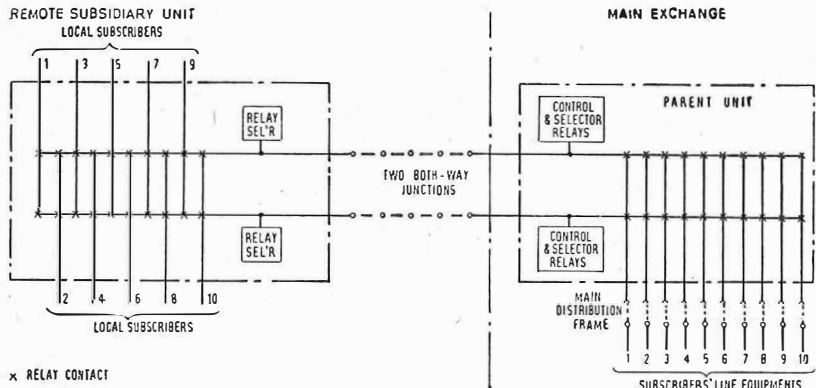 REMOTE SUBSIDIARY UNIT
LOCAL SUBSCRIBERS
1 3 5 7 9
RELAY
SEL'R
RELAY
SEL'R
2 4 6 8 10
LOCAL SUBSCRIBERS
x RELAY CONTACT
TWO BOTH-WAY
JUNCTIONS
MAIN EXCHANGE
PARENT UNIT
CONTROL
& SELECTOR
RELAYS
CONTROL
& SELECTOR
RELAYS
MAIN
DISTRIBUTION
FRAME
1 2 3 4 5 6 7 8 9 10
SUBSCRIBERS' LINE EQUIPMENTS